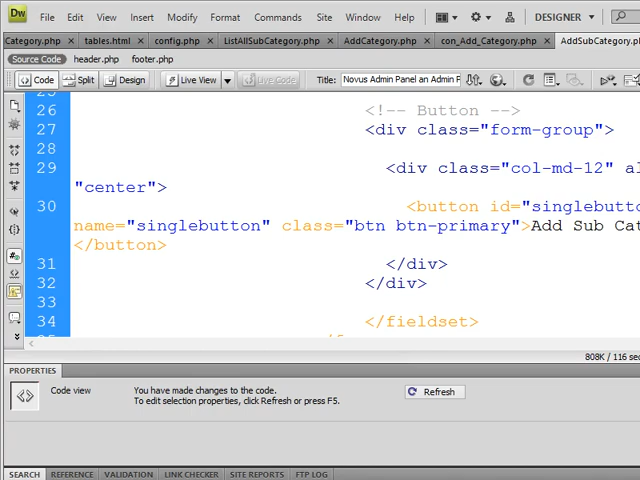 Dw File Edit View Insert Modify Format Commands Site Window Help DESIGNER
Category.php × tables.html × config.php × ListAllSubCategory.php × AddCategory.php × con_Add_Category.php × AddSubCategory.ph
Source Code header.php footer.php
Code Split Design Live View Live Code Title: Novus Admin Panel an Admin P
25
26 <!-- Button -->
27 <div class="form-group">
28
29 <div class="col-md-12" al
"center">
30 <button id="singlebutto
name="singlebutton" class="btn btn-primary">Add Sub Cat
</button>
31 </div>
32 </div>
33
34 </fieldset>
808K / 116 sec
PROPERTIES
Code view You have made changes to the code. Refresh
To edit selection properties, click Refresh or press F5.
SEARCH REFERENCE VALIDATION LINK CHECKER SITE REPORTS FTP LOG